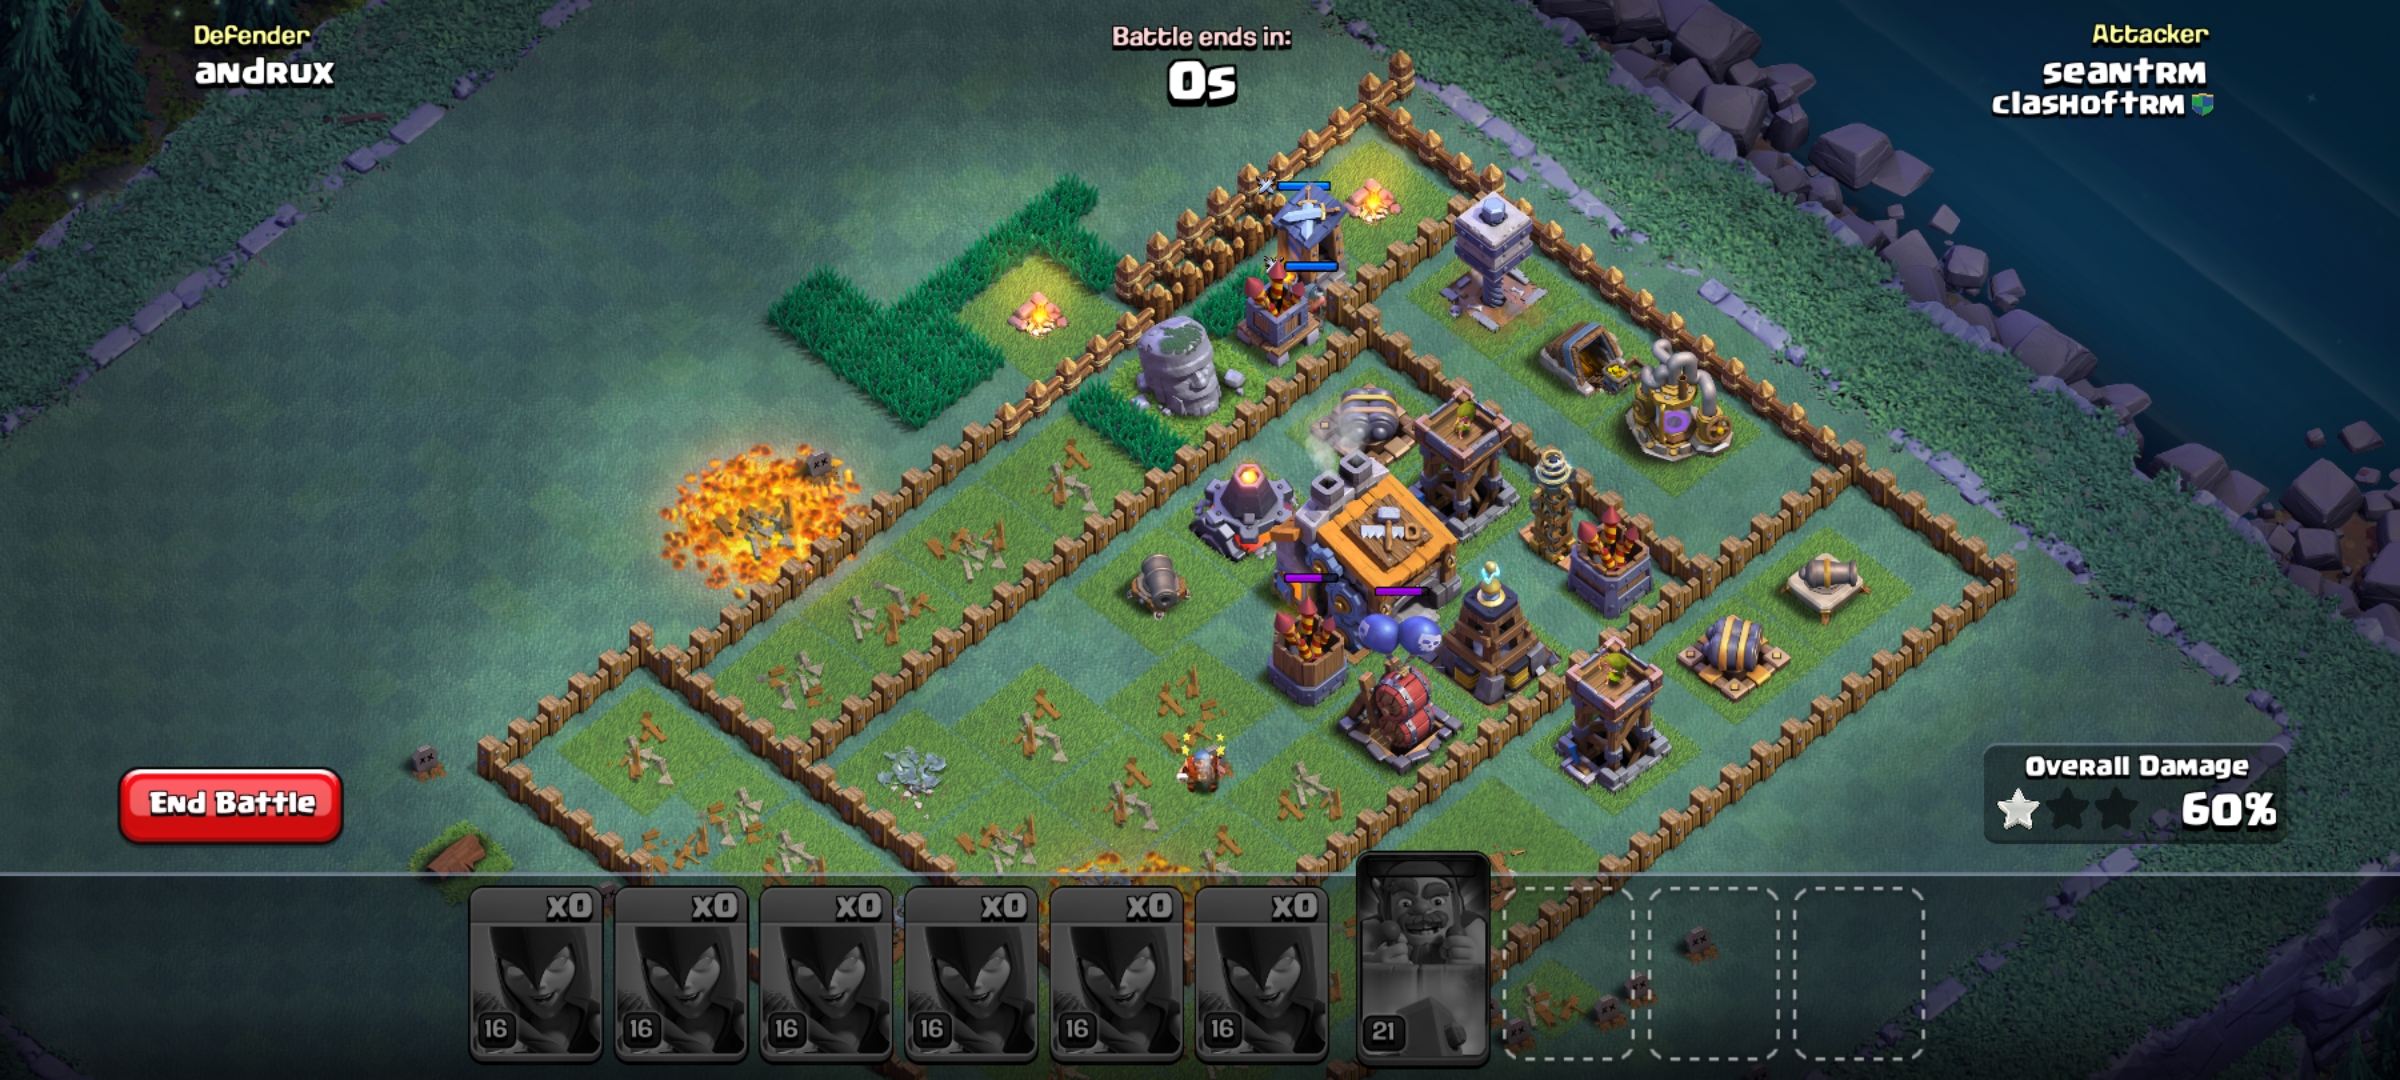 Defender
andrux
Battle ends in:
0s
Attacker
seantrm
clashoftrm
End Battle
Overall Damage
60%
x0
x0
x0
x0
x0
x0
16
16
16
16
16
16
21